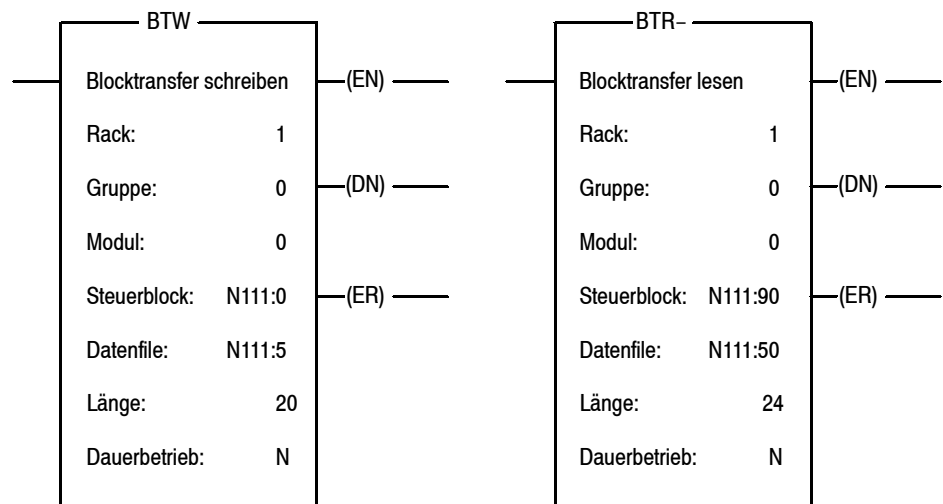 BTW
Blocktransfer schreiben
(EN)
Rack: 1
Gruppe: 0
(DN)
Modul: 0
Steuerblock: N111:0
(ER)
Datenfile: N111:5
Länge: 20
Dauerbetrieb: N
BTR–
Blocktransfer lesen
(EN)
Rack: 1
Gruppe: 0
(DN)
Modul: 0
Steuerblock: N111:90
(ER)
Datenfile: N111:50
Länge: 24
Dauerbetrieb: N